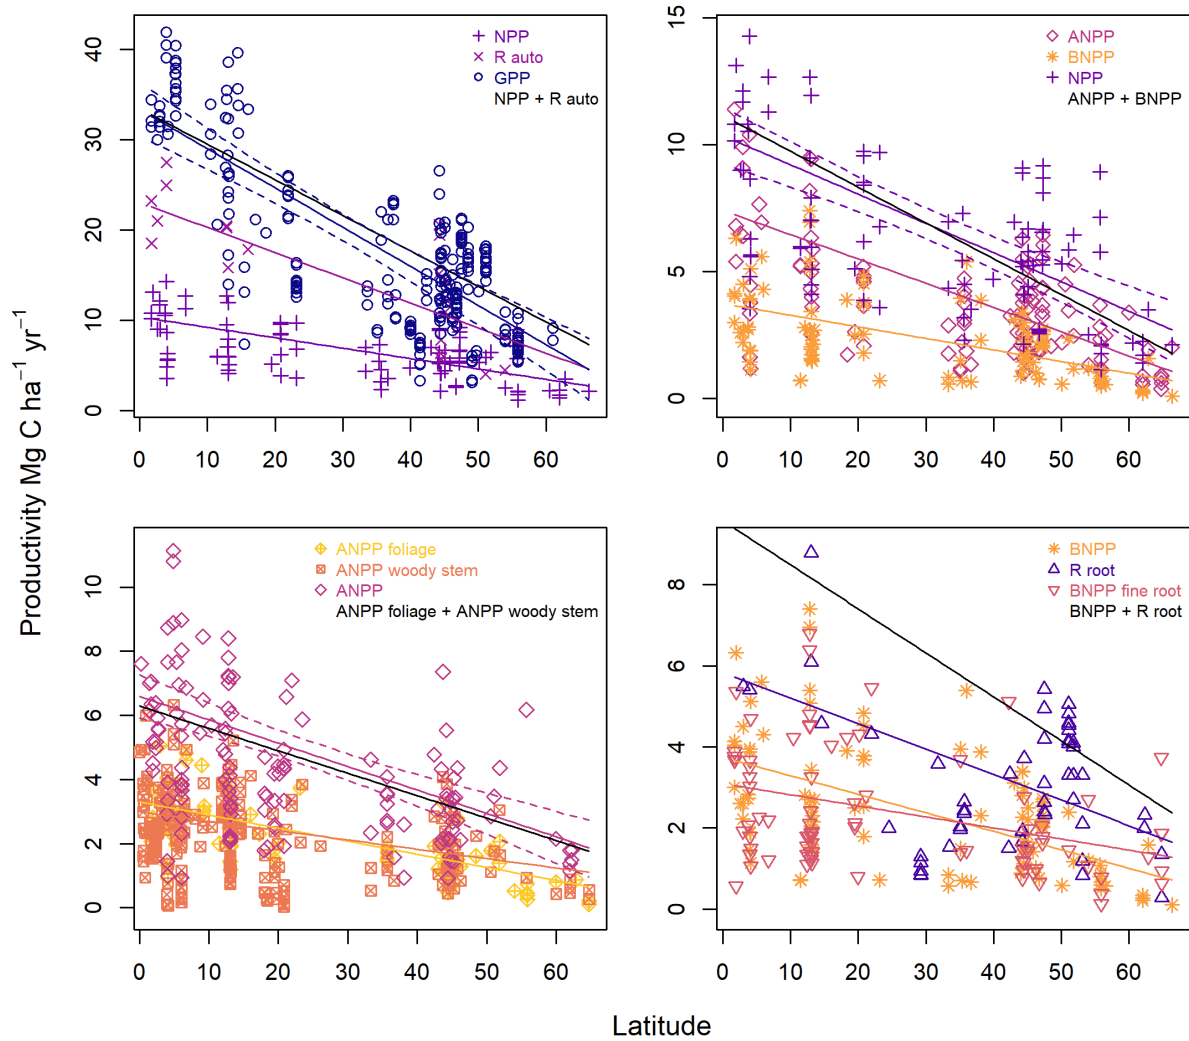 Productivity Mg C ha⁻¹ yr⁻¹
40
30
20
10
0
NPP
R auto
GPP
NPP + R auto
0 10 20 30 40 50 60
15
10
5
0
ANPP
BNPP
NPP
ANPP + BNPP
0 10 20 30 40 50 60
10
8
6
4
2
0
ANPP foliage
ANPP woody stem
ANPP
ANPP foliage + ANPP woody stem
0 10 20 30 40 50 60
8
6
4
2
0
BNPP
R root
BNPP fine root
BNPP + R root
0 10 20 30 40 50 60
Latitude